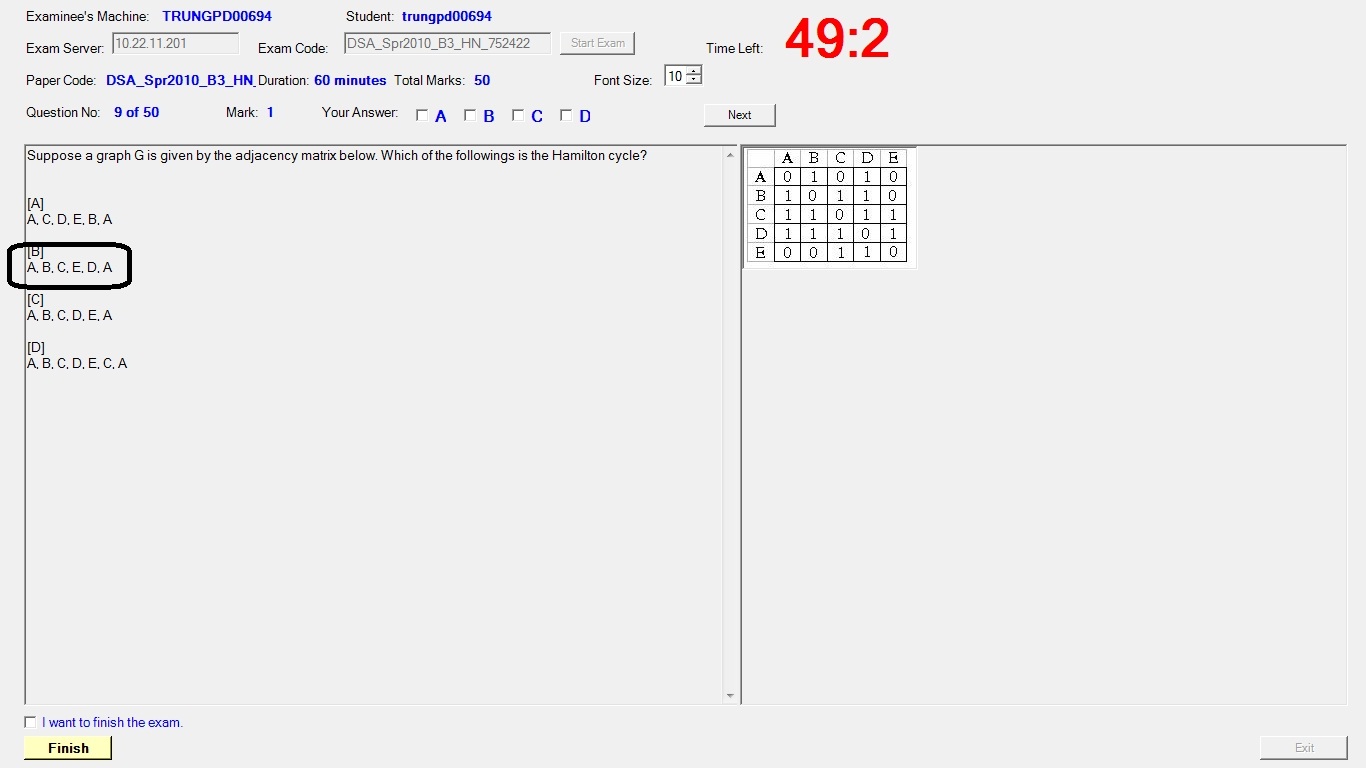 Examinee's Machine: TRUNGPD00694 Student: trungpd00694
Exam Server: 10.22.11.201 Exam Code: DSA_Spr2010_B3_HN_752422 Start Exam Time Left: 49:2
Paper Code: DSA_Spr2010_B3_HN_ Duration: 60 minutes Total Marks: 50 Font Size: 10
Question No: 9 of 50 Mark: 1 Your Answer: A B C D Next
Suppose a graph G is given by the adjacency matrix below. Which of the followings is the Hamilton cycle?
[A]
A, C, D, E, B, A
[B]
A, B, C, E, D, A
[C]
A, B, C, D, E, A
[D]
A, B, C, D, E, C, A
A B C D E
A 0 1 0 1 0
B 1 0 1 1 0
C 1 1 0 1 1
D 1 1 1 0 1
E 0 0 1 1 0
I want to finish the exam.
Finish Exit